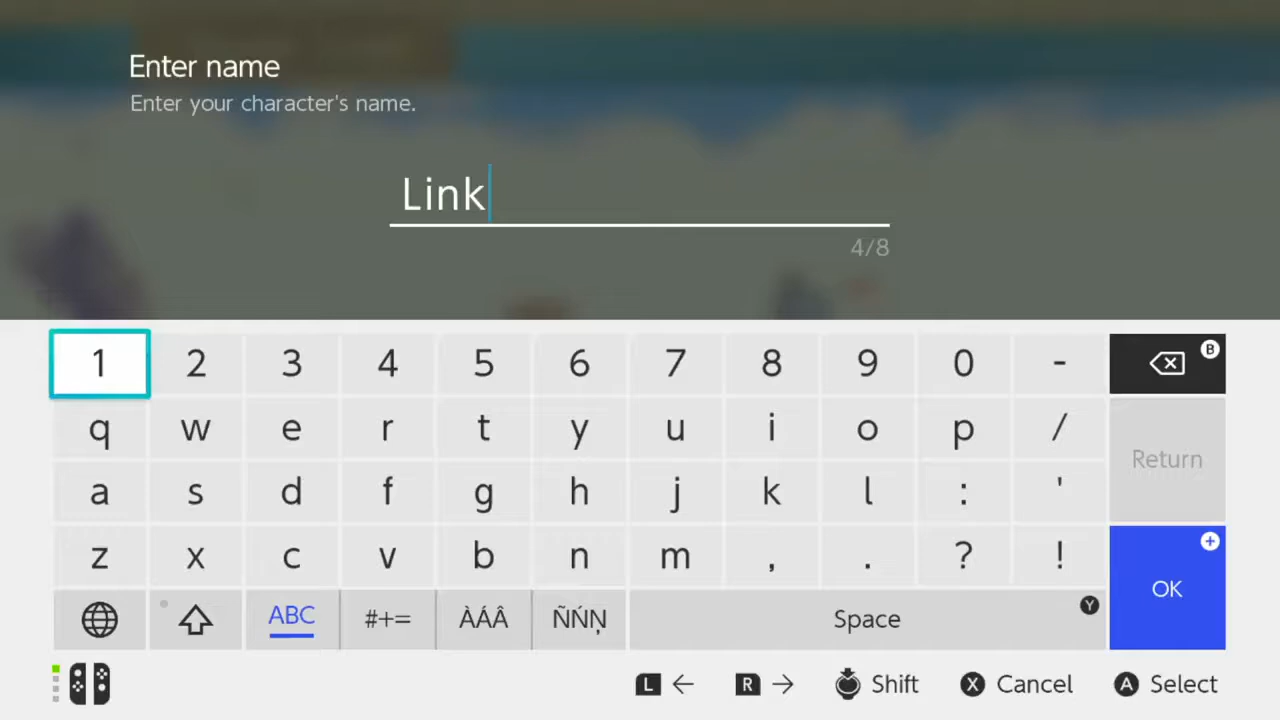 Enter name
Enter your character's name.
Link
4/8
1 2 3 4 5 6 7 8 9 0 - B
q w e r t y u i o p / Return
a s d f g h j k l : '
z x c v b n m , . ? ! + OK
ABC #+= ÀÁÂ ÑŃŅ Space Y
L ← R → Shift X Cancel A Select